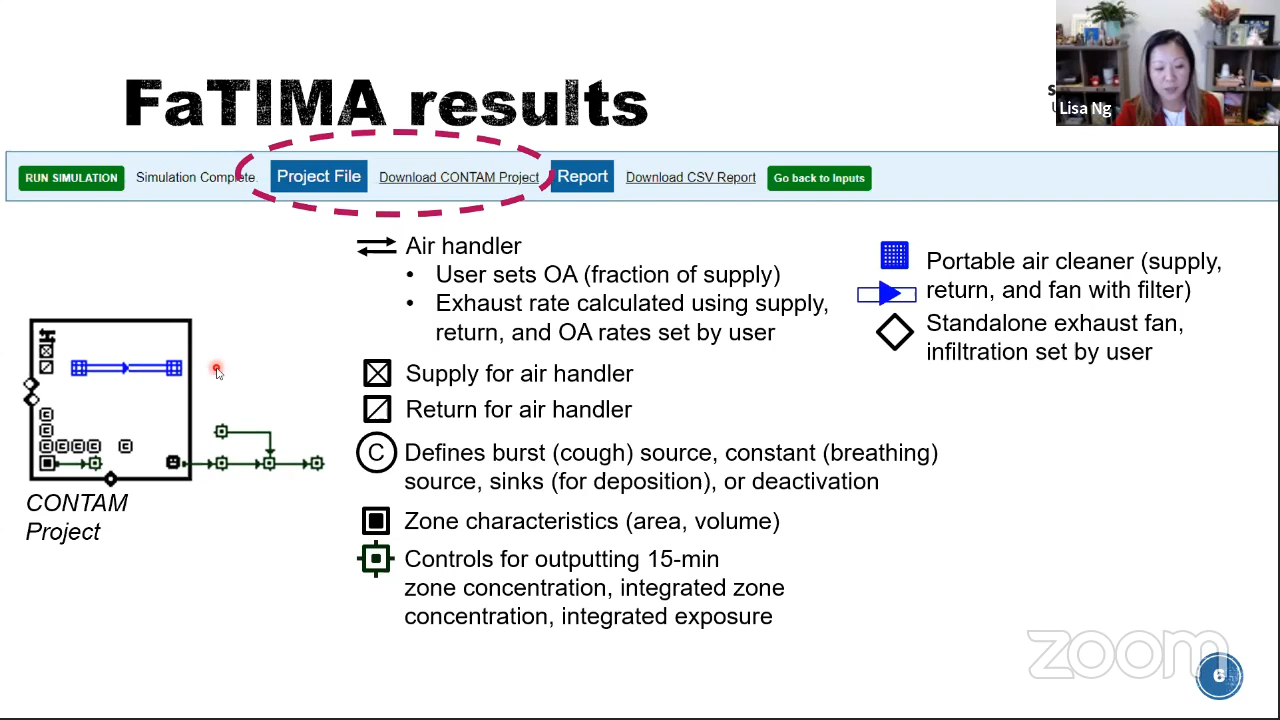 FaTIMA results
Lisa Ng
RUN SIMULATION Simulation Complete. Project File Download CONTAM Project Report Download CSV Report Go back to Inputs
Air handler
• User sets OA (fraction of supply)
• Exhaust rate calculated using supply,
return, and OA rates set by user
Supply for air handler
Return for air handler
C Defines burst (cough) source, constant (breathing)
source, sinks (for deposition), or deactivation
Zone characteristics (area, volume)
Controls for outputting 15-min
zone concentration, integrated zone
concentration, integrated exposure
Portable air cleaner (supply,
return, and fan with filter)
Standalone exhaust fan,
infiltration set by user
CONTAM
Project
zoom
6